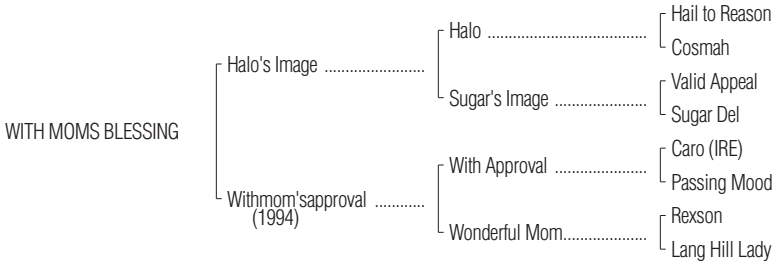 Hail to Reason
Halo ......................................
Cosmah
Halo's Image ........................
Valid Appeal
Sugar's Image ......................
Sugar Del
WITH MOMS BLESSING
Caro (IRE)
With Approval ......................
Passing Mood
Withmom'sapproval ............
(1994)
Rexson
Wonderful Mom....................
Lang Hill Lady